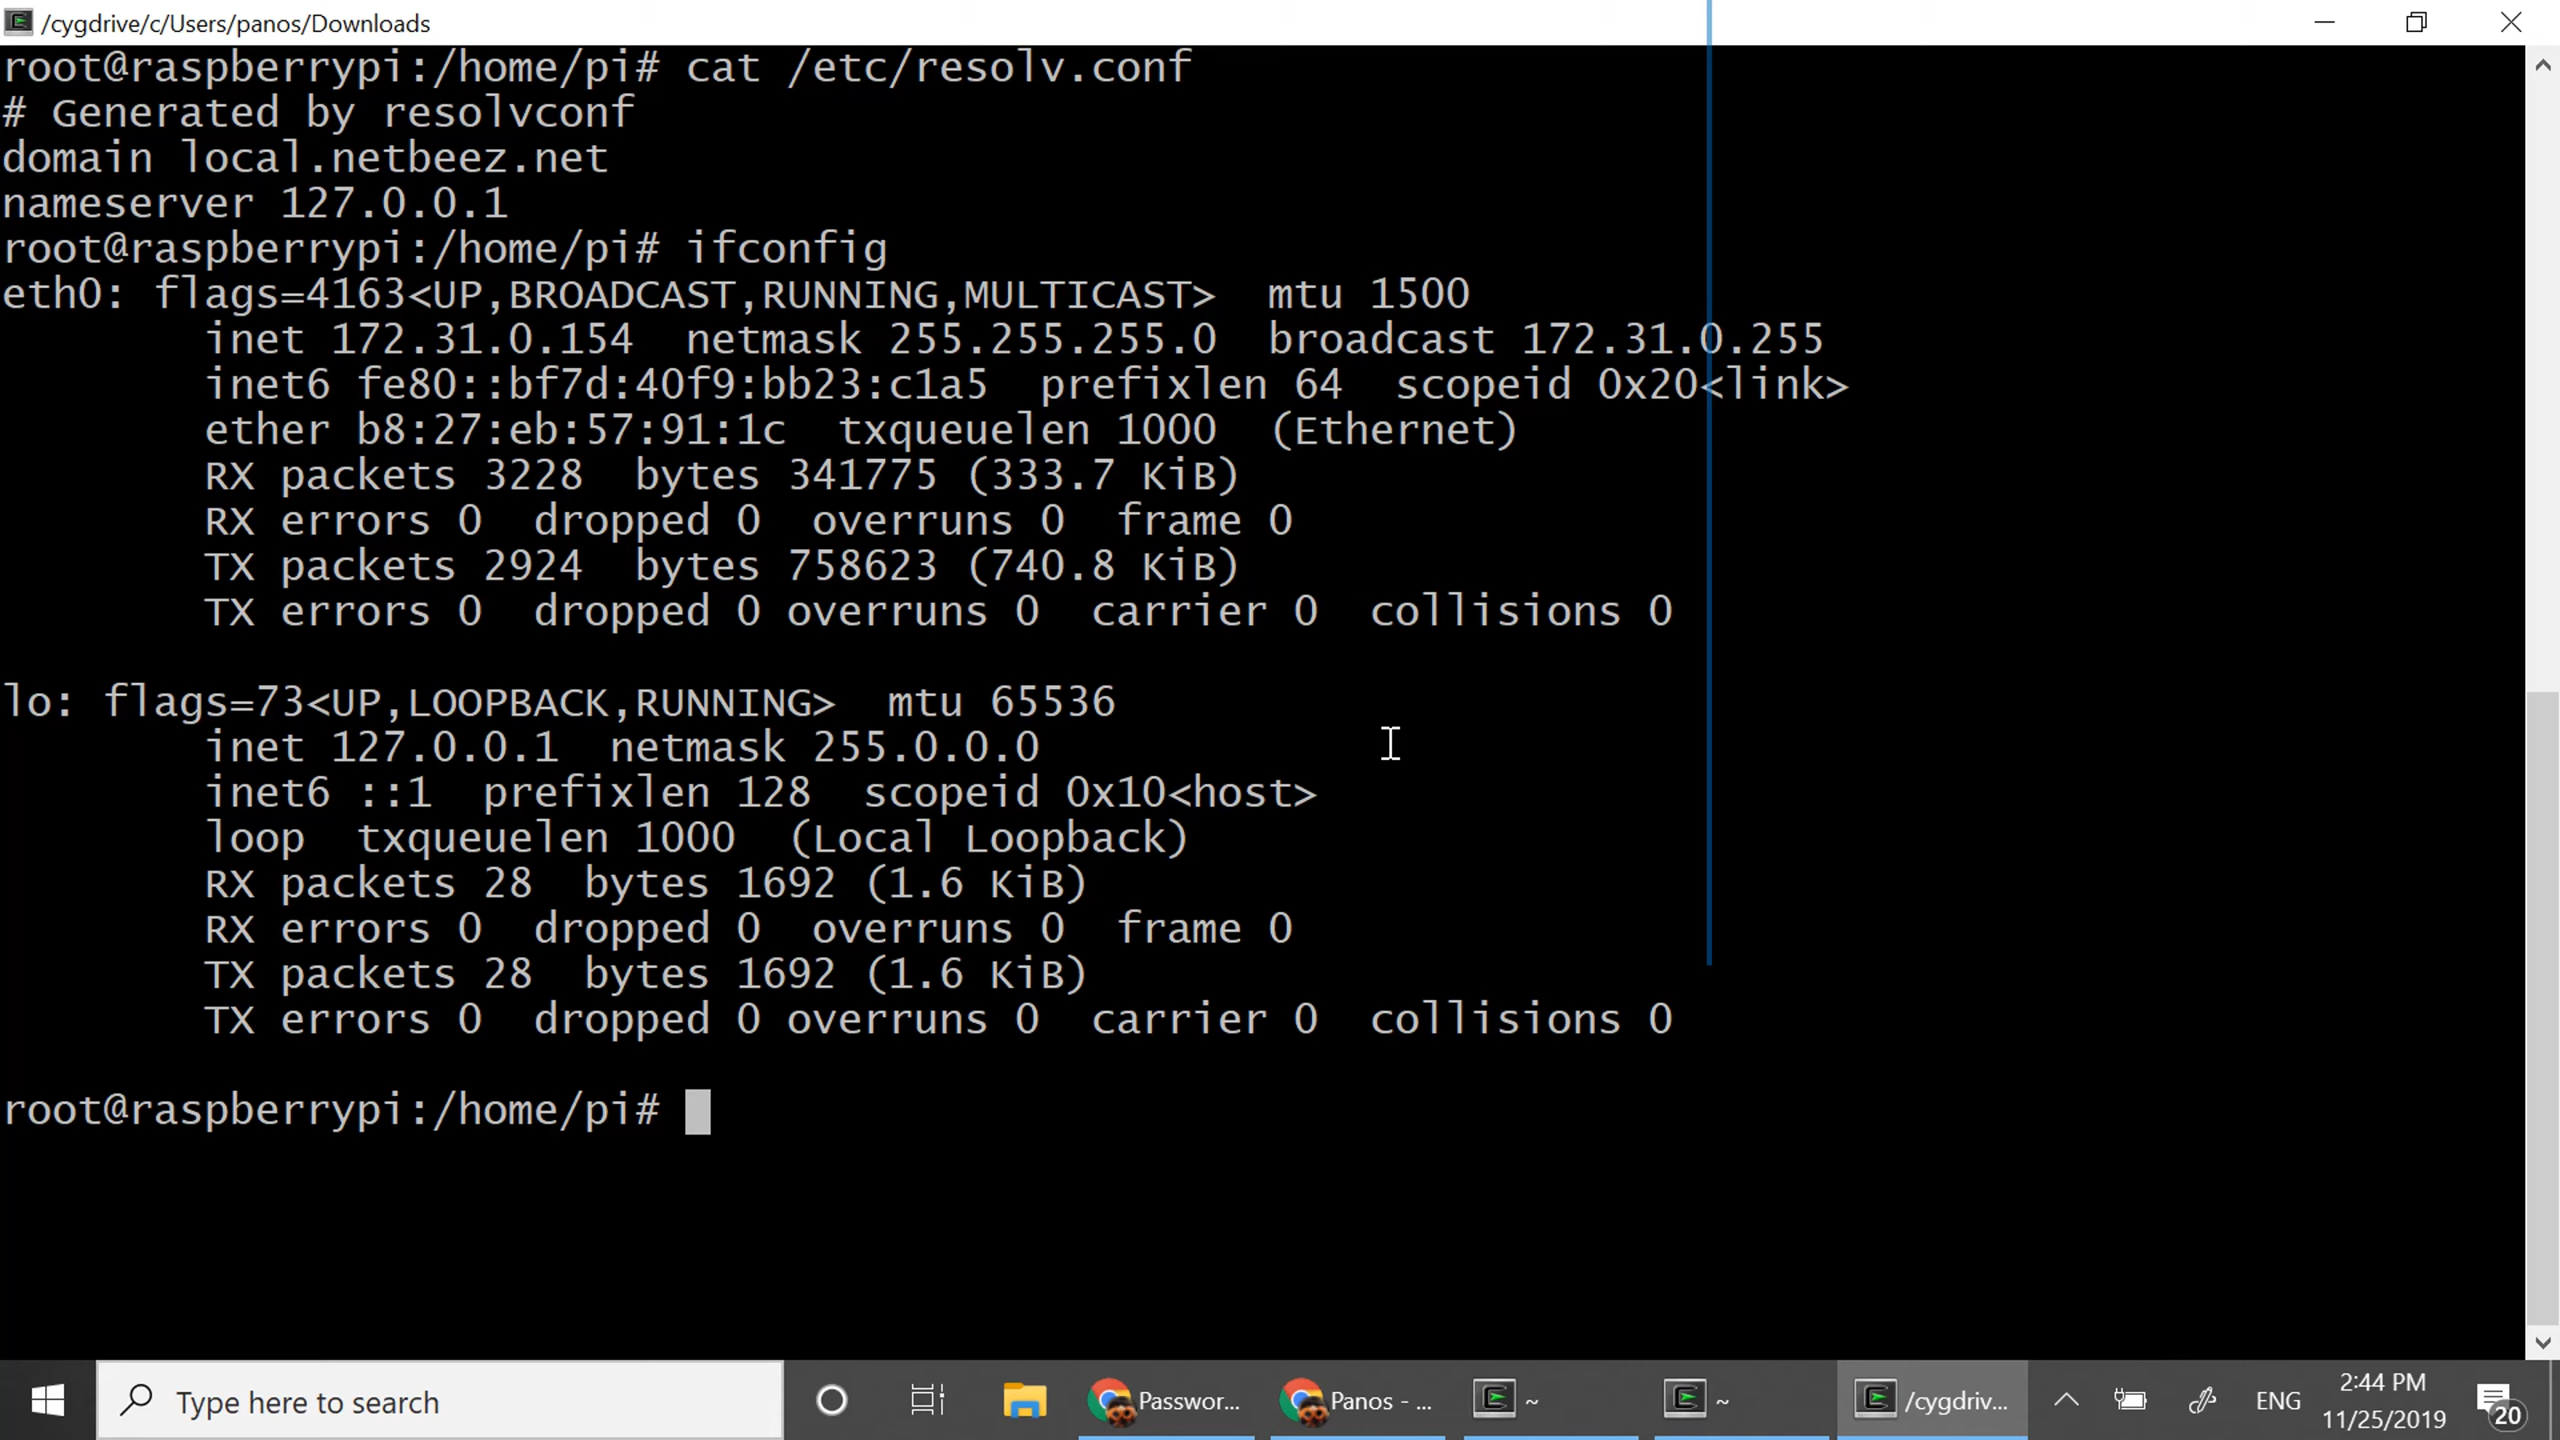 /cygdrive/c/Users/panos/Downloads
root@raspberrypi:/home/pi# cat /etc/resolv.conf
# Generated by resolvconf
domain local.netbeez.net
nameserver 127.0.0.1
root@raspberrypi:/home/pi# ifconfig
eth0: flags=4163<UP,BROADCAST,RUNNING,MULTICAST>  mtu 1500
        inet 172.31.0.154  netmask 255.255.255.0  broadcast 172.31.0.255
        inet6 fe80::bf7d:40f9:bb23:c1a5  prefixlen 64  scopeid 0x20<link>
        ether b8:27:eb:57:91:1c  txqueuelen 1000  (Ethernet)
        RX packets 3228  bytes 341775 (333.7 KiB)
        RX errors 0  dropped 0  overruns 0  frame 0
        TX packets 2924  bytes 758623 (740.8 KiB)
        TX errors 0  dropped 0 overruns 0  carrier 0  collisions 0
lo: flags=73<UP,LOOPBACK,RUNNING>  mtu 65536
        inet 127.0.0.1  netmask 255.0.0.0
        inet6 ::1  prefixlen 128  scopeid 0x10<host>
        loop  txqueuelen 1000  (Local Loopback)
        RX packets 28  bytes 1692 (1.6 KiB)
        RX errors 0  dropped 0  overruns 0  frame 0
        TX packets 28  bytes 1692 (1.6 KiB)
        TX errors 0  dropped 0 overruns 0  carrier 0  collisions 0
root@raspberrypi:/home/pi#
Type here to search
Passwor...
Panos - ...
~
~
/cygdriv...
ENG
2:44 PM
11/25/2019
20